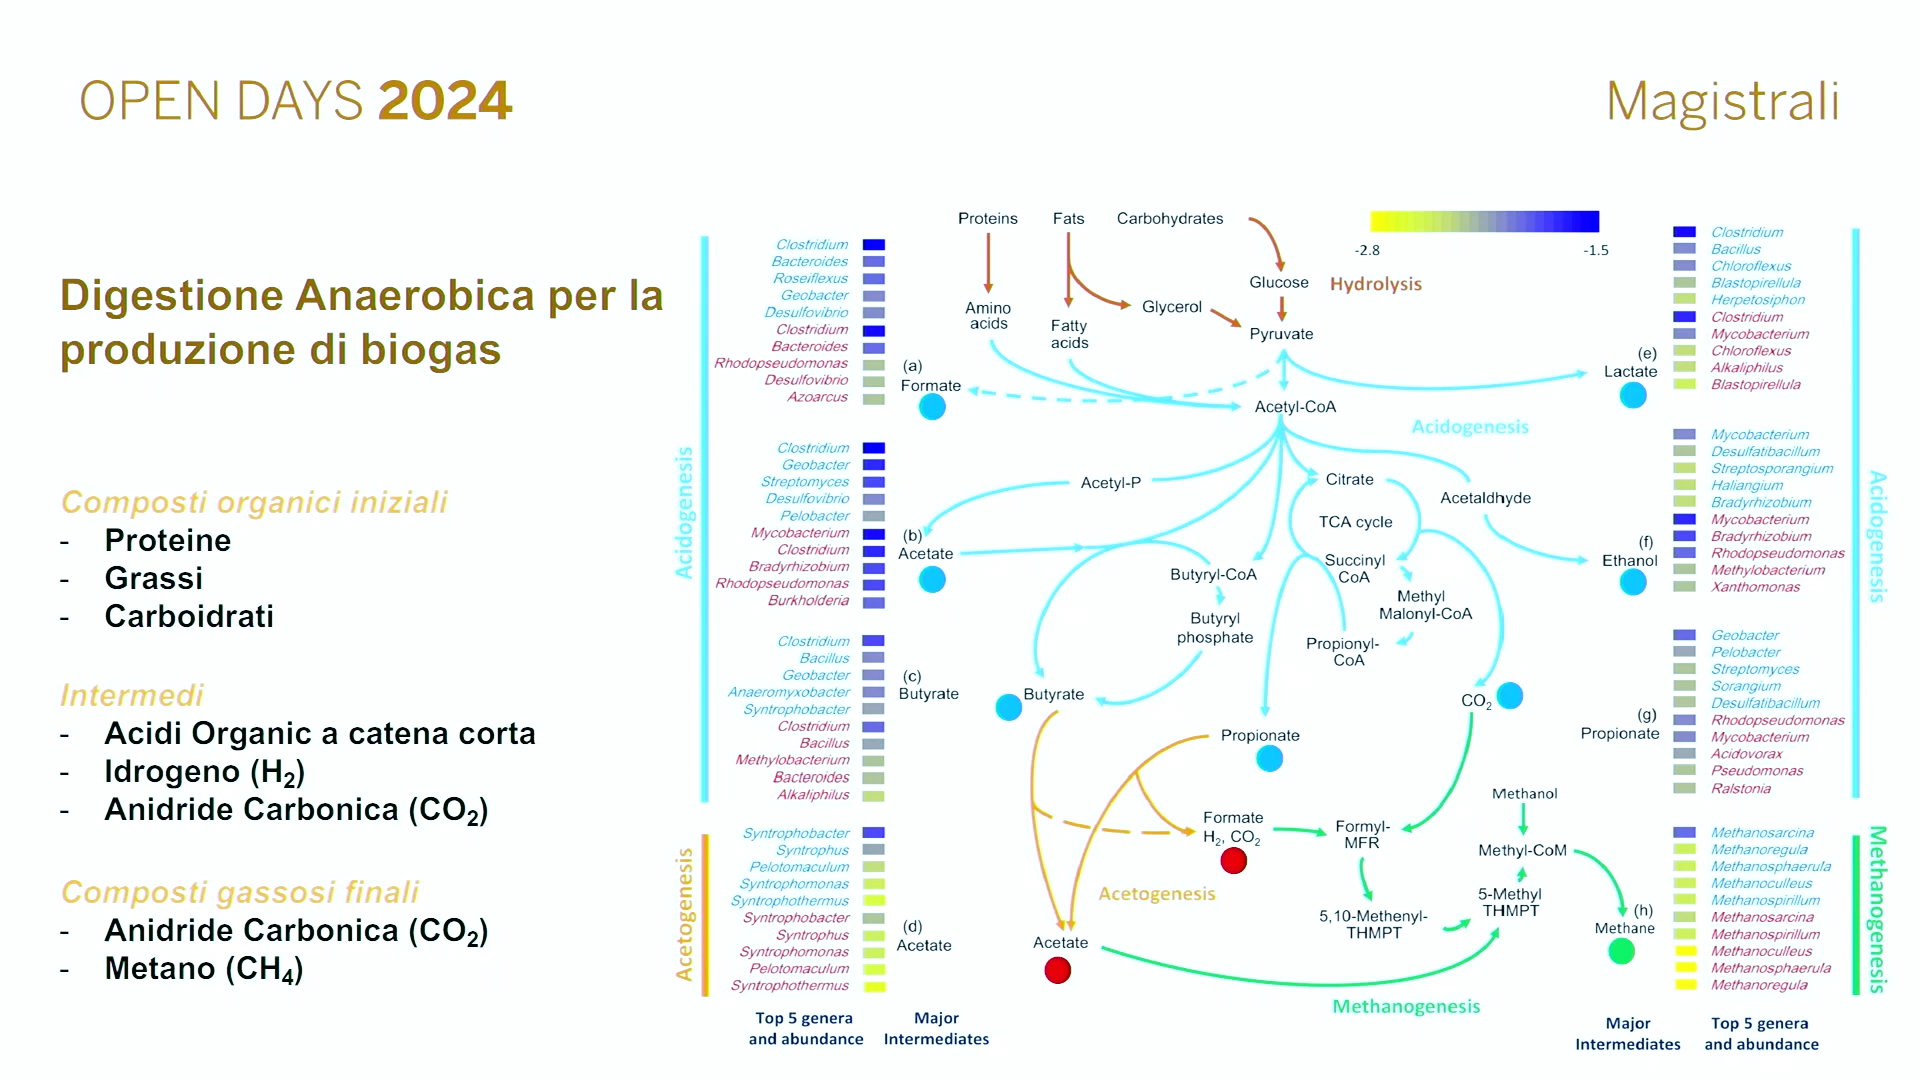 OPEN DAYS 2024
Magistrali
Digestione Anaerobica per la
produzione di biogas
Composti organici iniziali
- Proteine
- Grassi
- Carboidrati
Intermedi
- Acidi Organic a catena corta
- Idrogeno (H2)
- Anidride Carbonica (CO2)
Composti gassosi finali
- Anidride Carbonica (CO2)
- Metano (CH4)
Acidogenesis
Clostridium
Bacteroides
Roseiflexus
Geobacter
Desulfovibrio
Clostridium
Bacteroides
Rhodopseudomonas
Desulfovibrio
Azoarcus
(a)
Formate
Clostridium
Geobacter
Streptomyces
Desulfovibrio
Pelobacter
Mycobacterium
Clostridium
Bradyrhizobium
Rhodopseudomonas
Burkholderia
(b)
Acetate
Clostridium
Bacillus
Geobacter
Anaeromyxobacter
Syntrophobacter
Clostridium
Bacillus
Methylobacterium
Bacteroides
Alkaliphilus
(c)
Butyrate
Acetogenesis
Syntrophobacter
Syntrophus
Pelotomaculum
Syntrophomonas
Syntrophothermus
Syntrophobacter
Syntrophus
Syntrophomonas
Pelotomaculum
Syntrophothermus
(d)
Acetate
Top 5 genera
and abundance
Major
Intermediates
Proteins
Fats
Carbohydrates
-2.8
-1.5
Glucose
Hydrolysis
Amino
acids
Fatty
acids
Glycerol
Pyruvate
Acetyl-CoA
Acidogenesis
Acetyl-P
Citrate
Acetaldhyde
TCA cycle
Succinyl
CoA
Butyryl-CoA
Methyl
Malonyl-CoA
Butyryl
phosphate
Propionyl-
CoA
Butyrate
CO2
Propionate
Methanol
Formate
H2, CO2
Formyl-
MFR
Methyl-CoM
Acetogenesis
5-Methyl
THMPT
5,10-Methenyl-
THMPT
Acetate
Methanogenesis
(e)
Lactate
Clostridium
Bacillus
Chloroflexus
Blastopirellula
Herpetosiphon
Clostridium
Mycobacterium
Chloroflexus
Alkaliphilus
Blastopirellula
(f)
Ethanol
Mycobacterium
Desulfatibacillum
Streptosporangium
Haliangium
Bradyrhizobium
Mycobacterium
Bradyrhizobium
Rhodopseudomonas
Methylobacterium
Xanthomonas
(g)
Propionate
Geobacter
Pelobacter
Streptomyces
Sorangium
Desulfatibacillum
Rhodopseudomonas
Mycobacterium
Acidovorax
Pseudomonas
Ralstonia
Acidogenesis
(h)
Methane
Methanosarcina
Methanoregula
Methanosphaerula
Methanoculleus
Methanospirillum
Methanosarcina
Methanospirillum
Methanoculleus
Methanosphaerula
Methanoregula
Methanogenesis
Major
Intermediates
Top 5 genera
and abundance